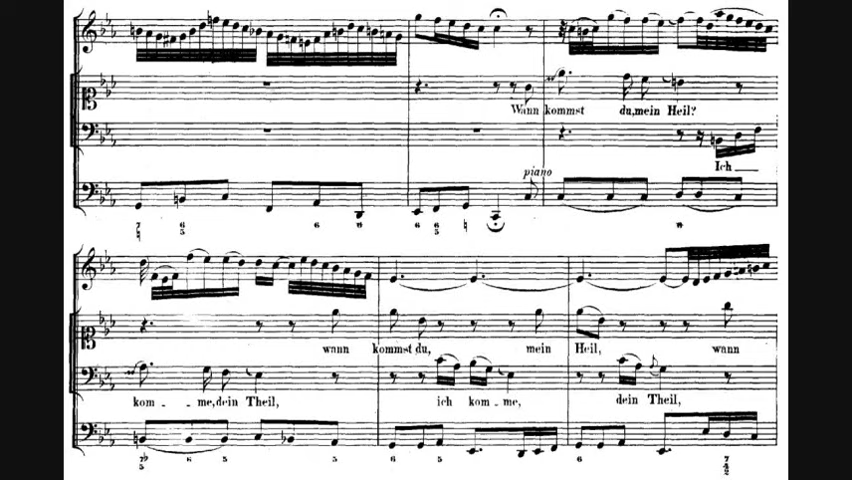 piano
Wann kommst du, mein Heil?
Ich
wann kommst du, mein Heil, wann
kom - - me, dein Theil, ich kom - me, dein Theil,